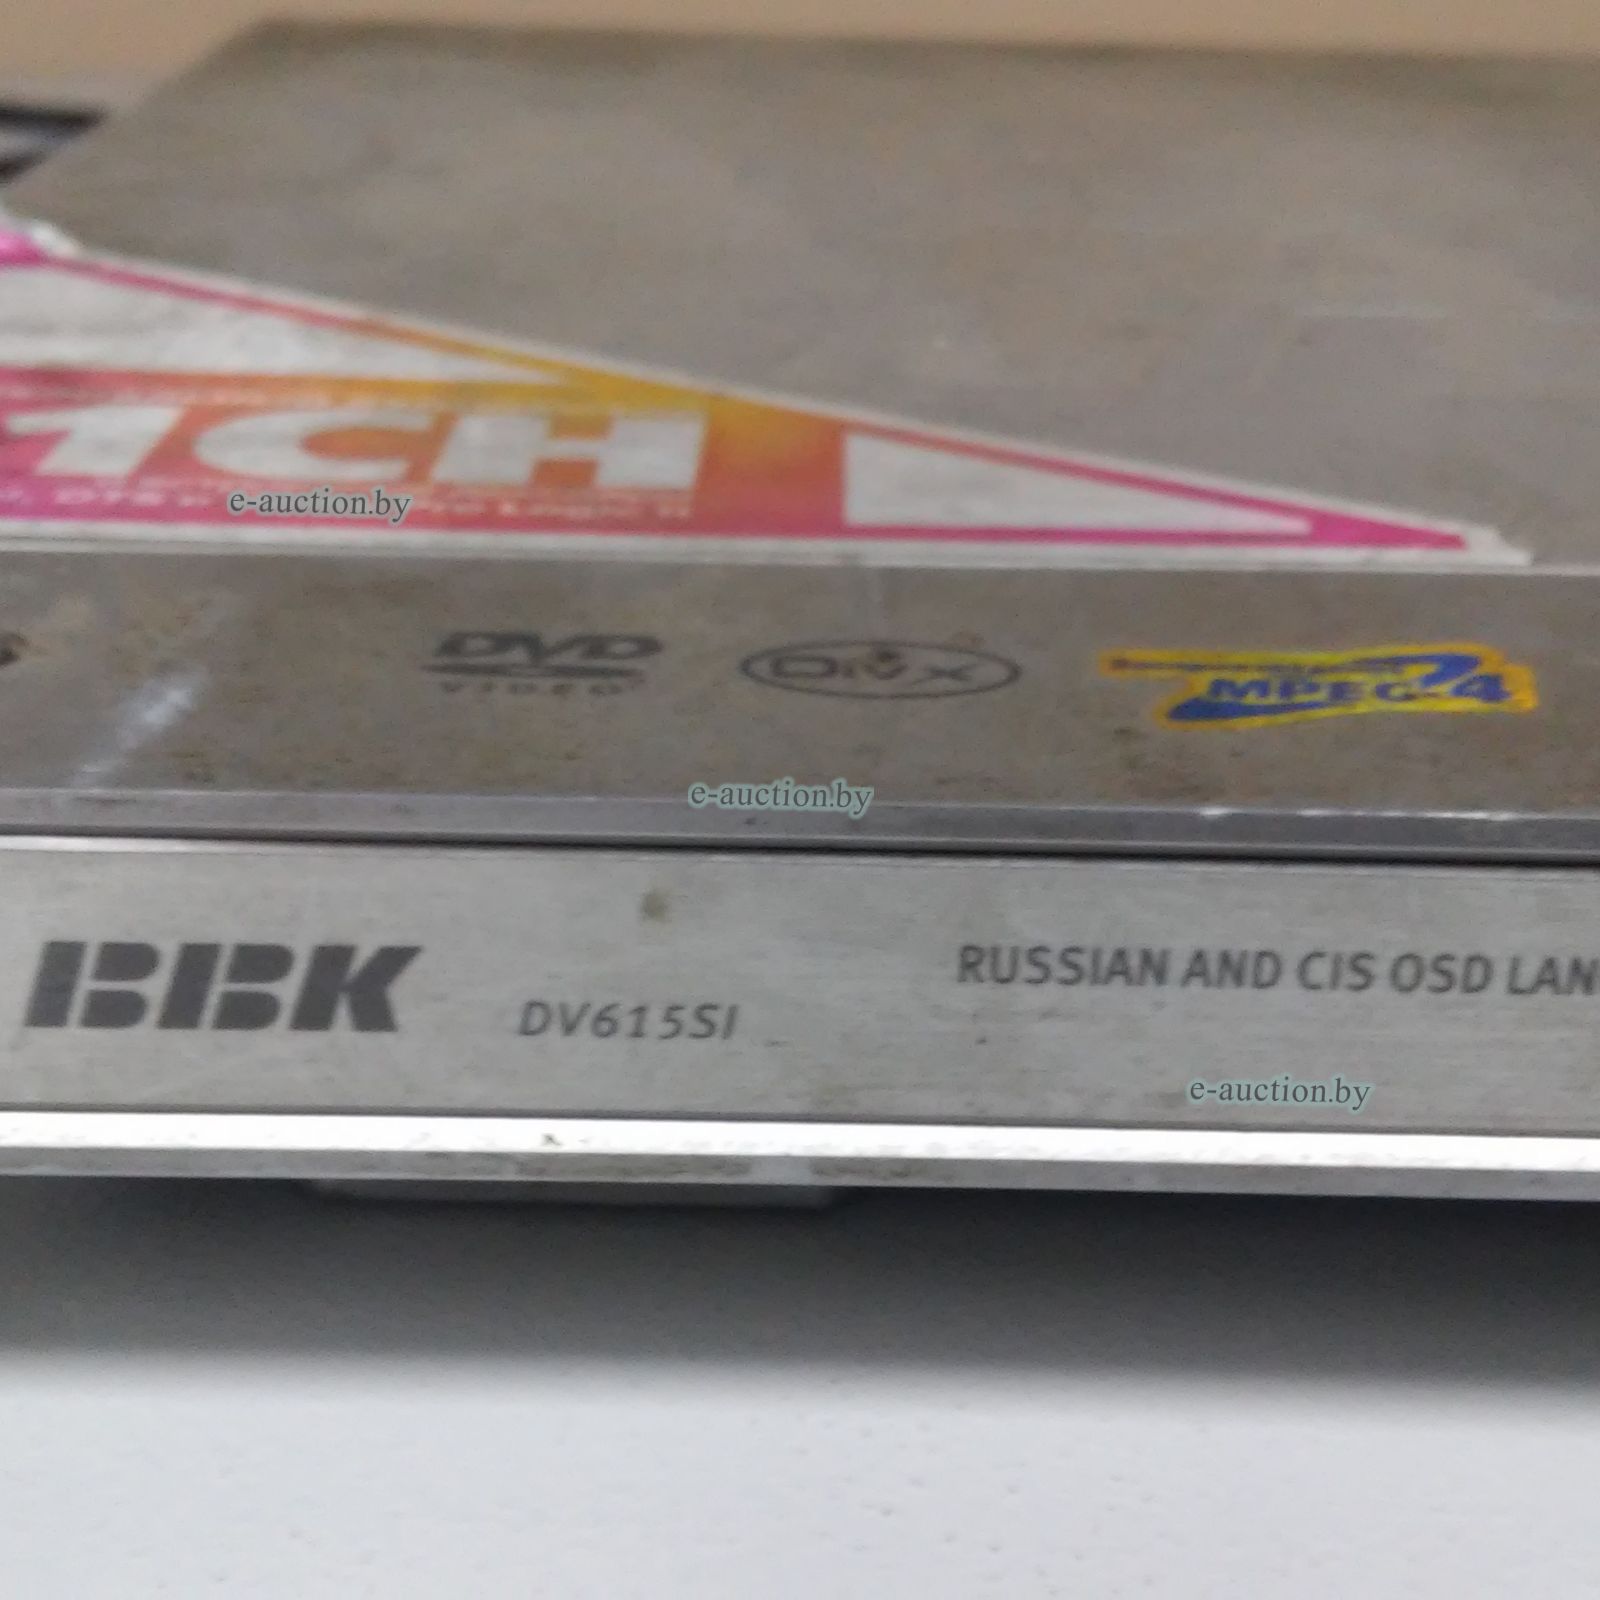 1CH
e-auction.by
DVD
VIDEO
DivX
MPEG-4
e-auction.by
BBK
DV615SI
RUSSIAN AND CIS OSD LAN
e-auction.by